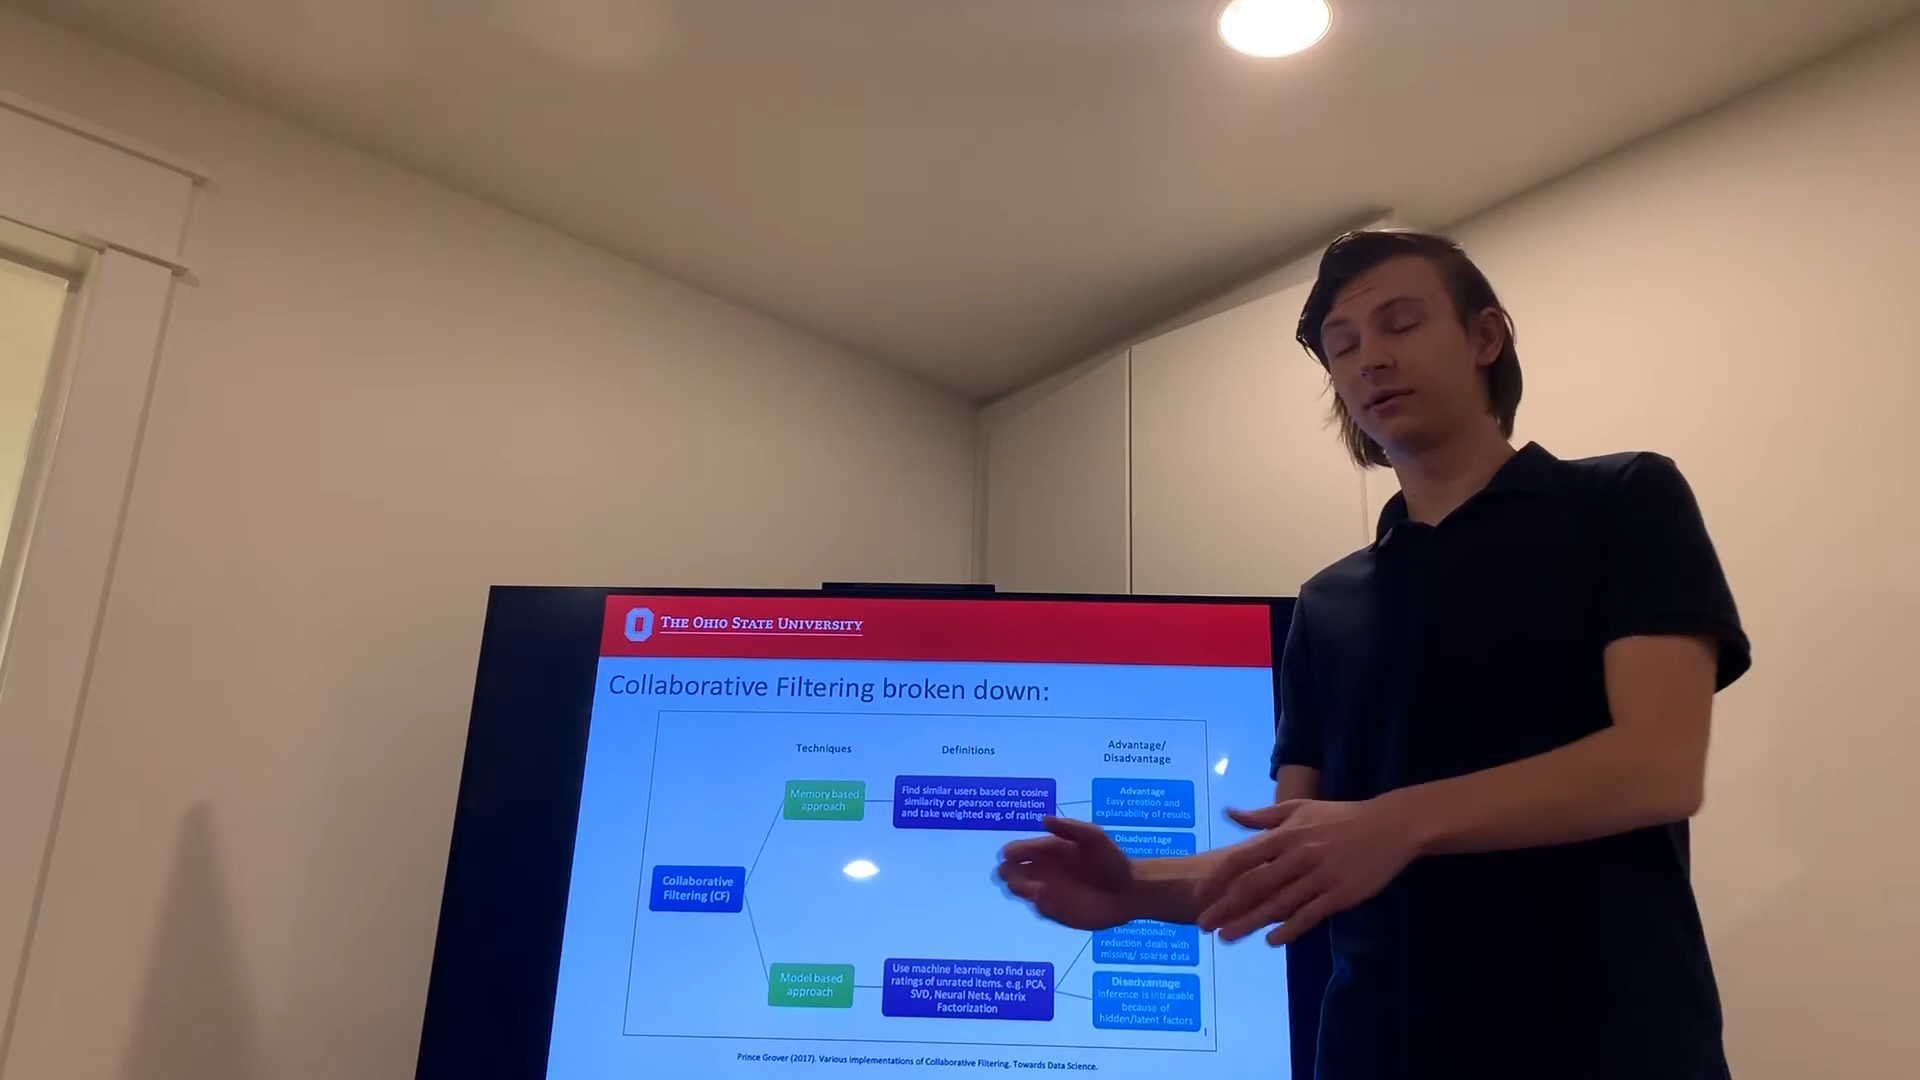 THE OHIO STATE UNIVERSITY
Collaborative Filtering broken down:
Techniques
Definitions
Advantage/
Disadvantage
Memory based
approach
Find similar users based on cosine
similarity or pearson correlation
and take weighted avg. of rating
Advantage
Easy creation and
explanability of results
Disadvantage
reduces
Collaborative
Filtering (CF)
Dimentionality
reduction deals with
missing/ sparse data
Model based
approach
Use machine learning to find user
ratings of unrated items. e.g. PCA,
SVD, Neural Nets, Matrix
Factorization
Disadvantage
Inference is intracable
because of
hidden/latent factors
Prince Grover (2017). Various implementations of Collaborative Filtering. Towards Data Science.